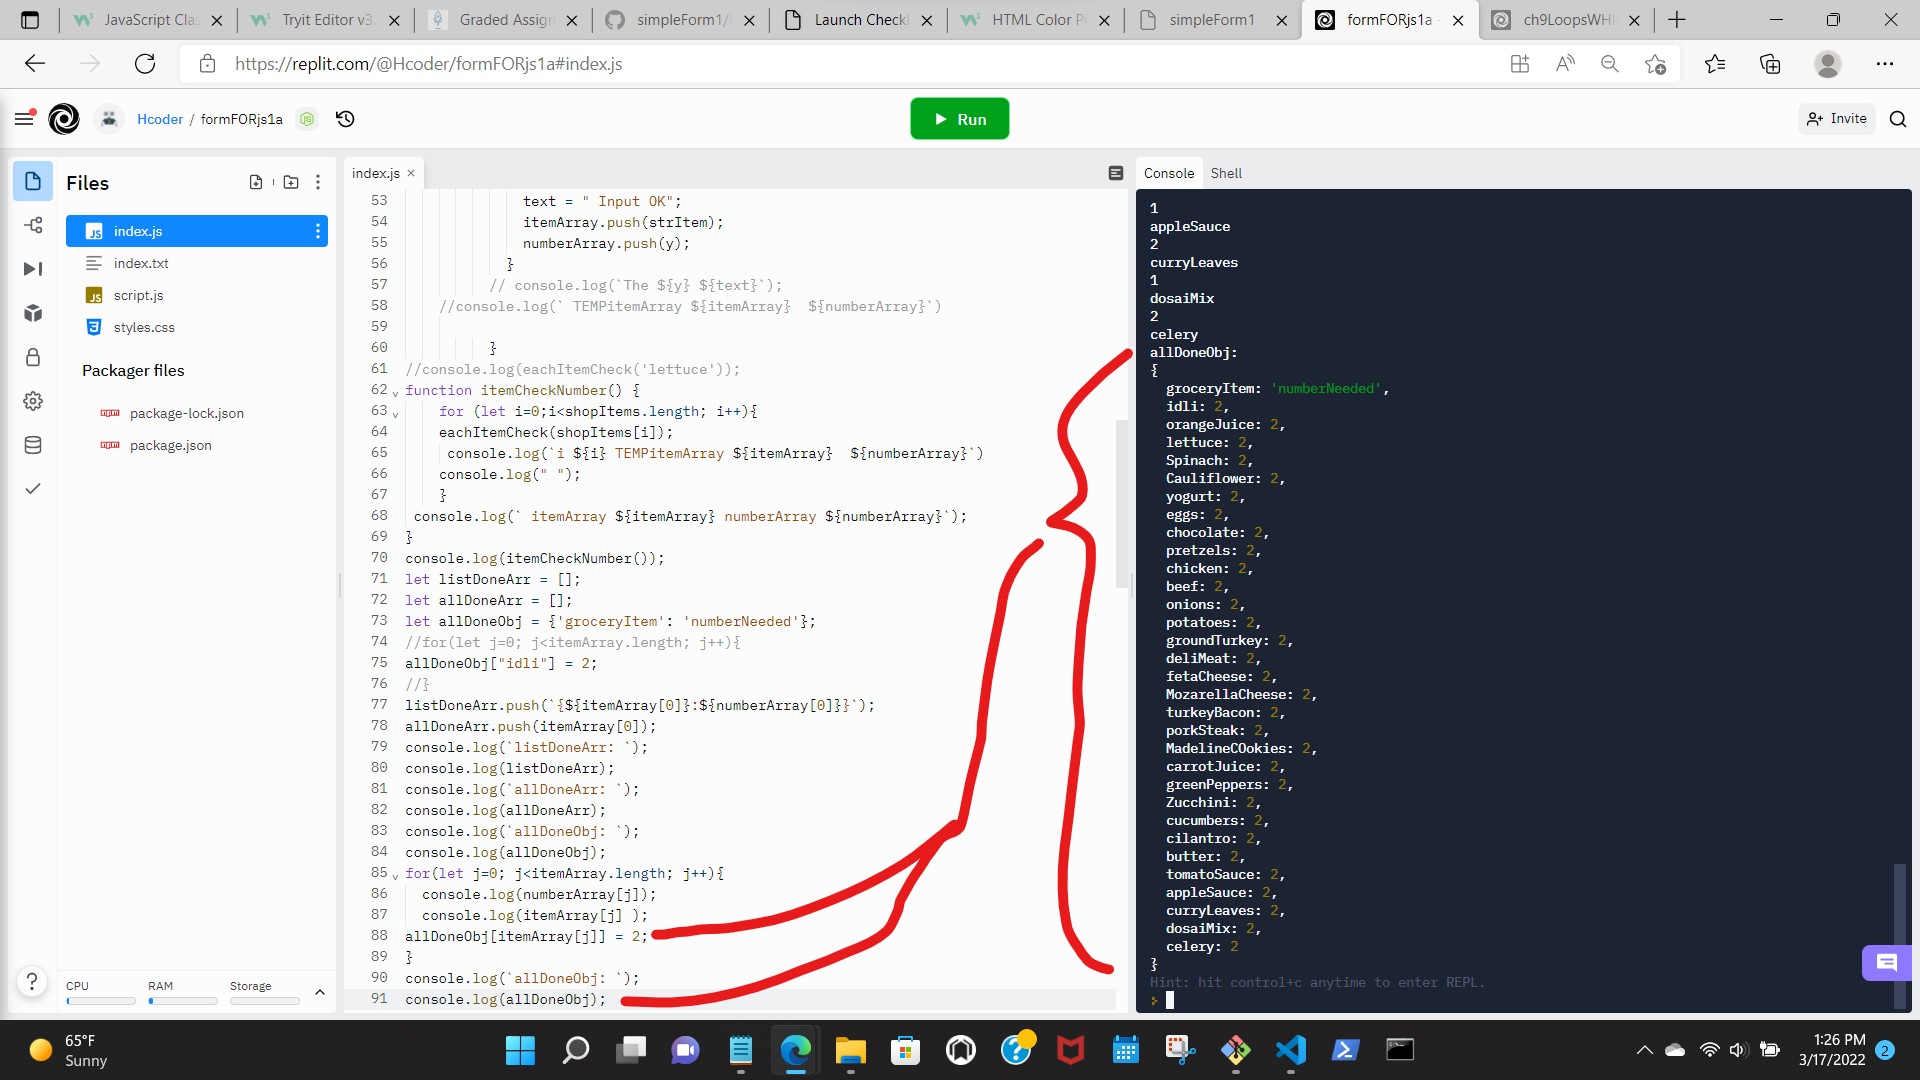 JavaScript Clas
Tryit Editor v3.
Graded Assign
simpleForm1/
Launch Checkl
HTML Color P
simpleForm1
formFORjs1a
ch9LoopsWHI
https://replit.com/@Hcoder/formFORjs1a#index.js
Hcoder / formFORjs1a
Run
Invite
Files
index.js
index.txt
script.js
styles.css
Packager files
package-lock.json
package.json
CPU
RAM
Storage
index.js
53 text = " Input OK";
54 itemArray.push(strItem);
55 numberArray.push(y);
56 }
57 // console.log(`The ${y} ${text}`);
58 //console.log(` TEMPitemArray ${itemArray}  ${numberArray}`)
59
60 }
61 //console.log(eachItemCheck('lettuce'));
62 function itemCheckNumber() {
63 for (let i=0;i<shopItems.length; i++){
64 eachItemCheck(shopItems[i]);
65 console.log(`i ${i} TEMPitemArray ${itemArray}  ${numberArray}`)
66 console.log(" ");
67 }
68 console.log(` itemArray ${itemArray} numberArray ${numberArray}`);
69 }
70 console.log(itemCheckNumber());
71 let listDoneArr = [];
72 let allDoneArr = [];
73 let allDoneObj = {'groceryItem': 'numberNeeded'};
74 //for(let j=0; j<itemArray.length; j++){
75 allDoneObj["idli"] = 2;
76 //}
77 listDoneArr.push(`{${itemArray[0]}:${numberArray[0]}}`);
78 allDoneArr.push(itemArray[0]);
79 console.log(`listDoneArr: `);
80 console.log(listDoneArr);
81 console.log(`allDoneArr: `);
82 console.log(allDoneArr);
83 console.log(`allDoneObj: `);
84 console.log(allDoneObj);
85 for(let j=0; j<itemArray.length; j++){
86 console.log(numberArray[j]);
87 console.log(itemArray[j] );
88 allDoneObj[itemArray[j]] = 2;
89 }
90 console.log(`allDoneObj: `);
91 console.log(allDoneObj);
Console
Shell
1
appleSauce
2
curryLeaves
1
dosaiMix
2
celery
allDoneObj:
{
groceryItem: 'numberNeeded',
idli: 2,
orangeJuice: 2,
lettuce: 2,
Spinach: 2,
Cauliflower: 2,
yogurt: 2,
eggs: 2,
chocolate: 2,
pretzels: 2,
chicken: 2,
beef: 2,
onions: 2,
potatoes: 2,
groundTurkey: 2,
deliMeat: 2,
fetaCheese: 2,
MozarellaCheese: 2,
turkeyBacon: 2,
porkSteak: 2,
MadelineCOokies: 2,
carrotJuice: 2,
greenPeppers: 2,
Zucchini: 2,
cucumbers: 2,
cilantro: 2,
butter: 2,
tomatoSauce: 2,
appleSauce: 2,
curryLeaves: 2,
dosaiMix: 2,
celery: 2
}
Hint: hit control+c anytime to enter REPL.
65°F
Sunny
1:26 PM
3/17/2022
2